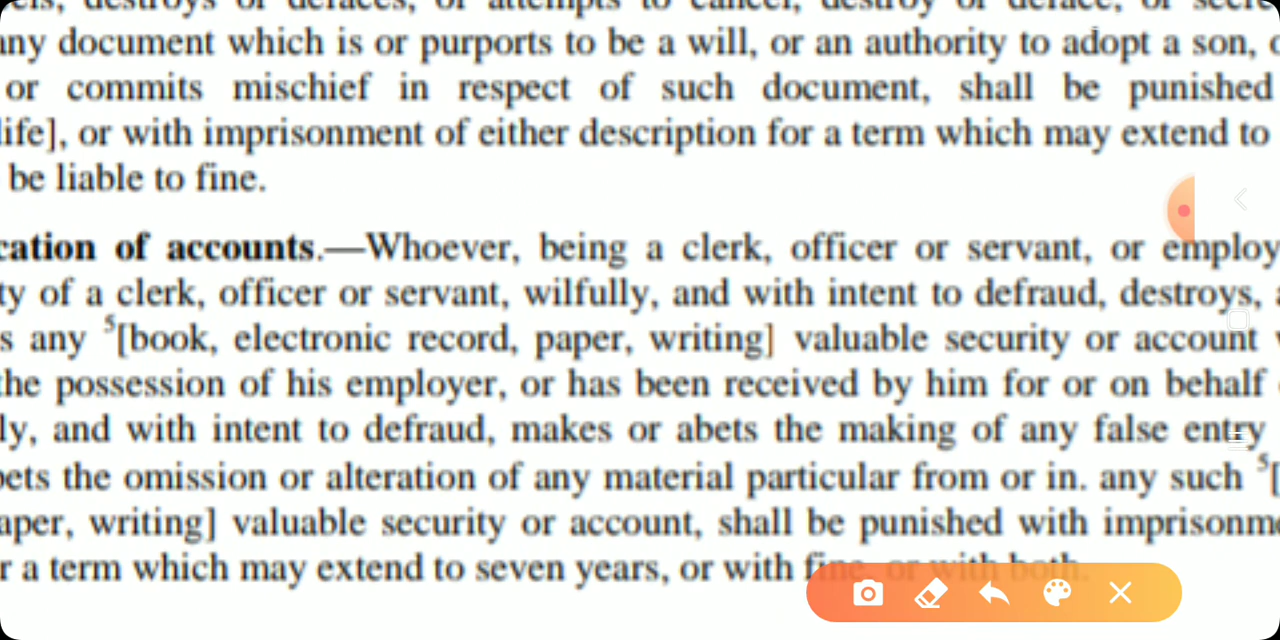 destroys or defaces, or attempts to cancel, destroy or deface, or
any document which is or purports to be a will, or an authority to adopt a son,
or commits mischief in respect of such document, shall be punished
life], or with imprisonment of either description for a term which may extend to
be liable to fine.
cation of accounts.—Whoever, being a clerk, officer or servant, or employ
ty of a clerk, officer or servant, wilfully, and with intent to defraud, destroys,
s any 5[book, electronic record, paper, writing] valuable security or account
the possession of his employer, or has been received by him for or on behalf
ly, and with intent to defraud, makes or abets the making of any false entry
bets the omission or alteration of any material particular from or in. any such 5[
aper, writing] valuable security or account, shall be punished with imprisonme
r a term which may extend to seven years, or with fine, or with both.